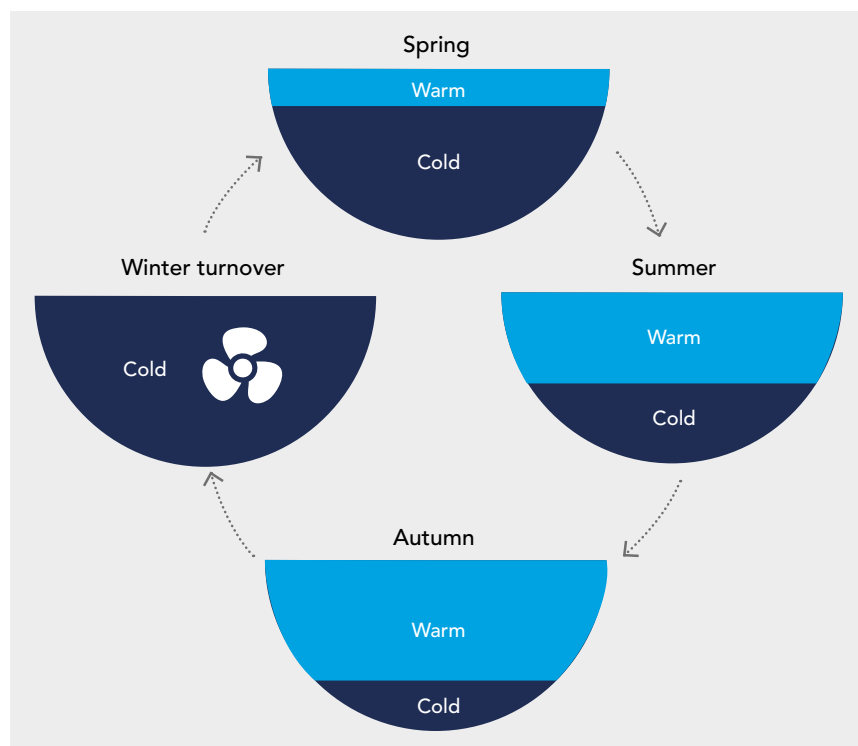 Spring
Warm
Cold
Winter turnover
Cold
Summer
Warm
Cold
Autumn
Warm
Cold